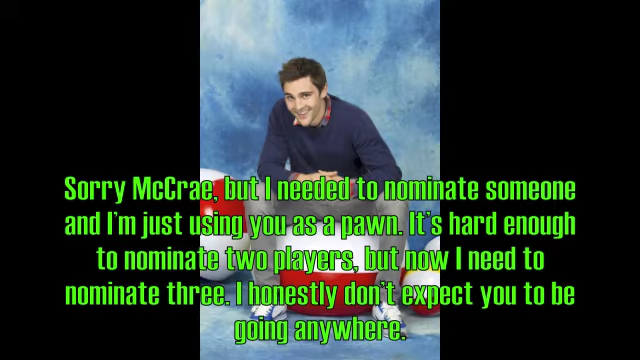 Sorry McCrae, but I needed to nominate someone
and I'm just using you as a pawn. It's hard enough
to nominate two players, but now I need to
nominate three. I honestly don't expect you to be
going anywhere.